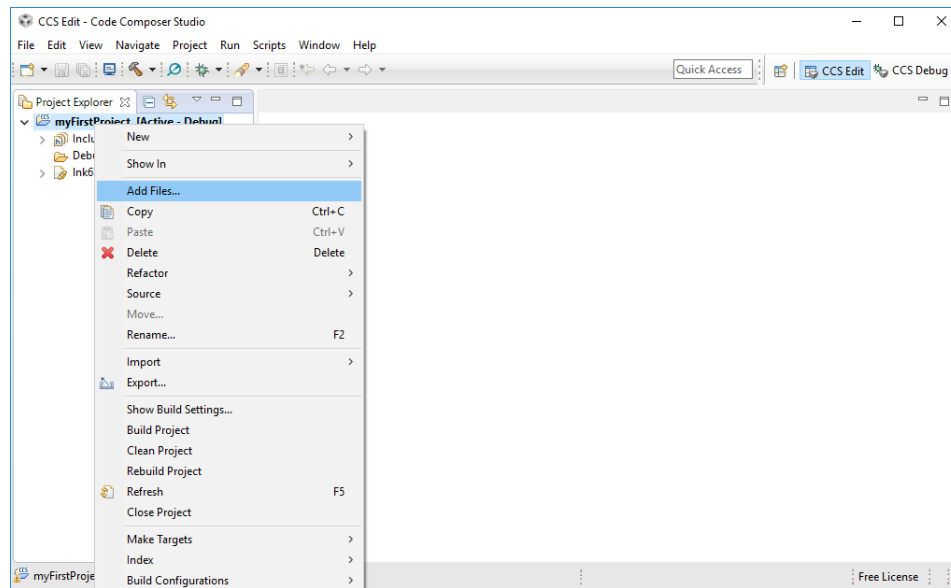 CCS Edit - Code Composer Studio
File Edit View Navigate Project Run Scripts Window Help
Quick Access CCS Edit CCS Debug
Project Explorer
myFirstProject [Active - Debug]
Inclu
Debu
lnk6
New
Show In
Add Files...
Copy Ctrl+C
Paste Ctrl+V
Delete Delete
Refactor
Source
Move...
Rename... F2
Import
Export...
Show Build Settings...
Build Project
Clean Project
Rebuild Project
Refresh F5
Close Project
Make Targets
Index
Build Configurations
myFirstProje Free License